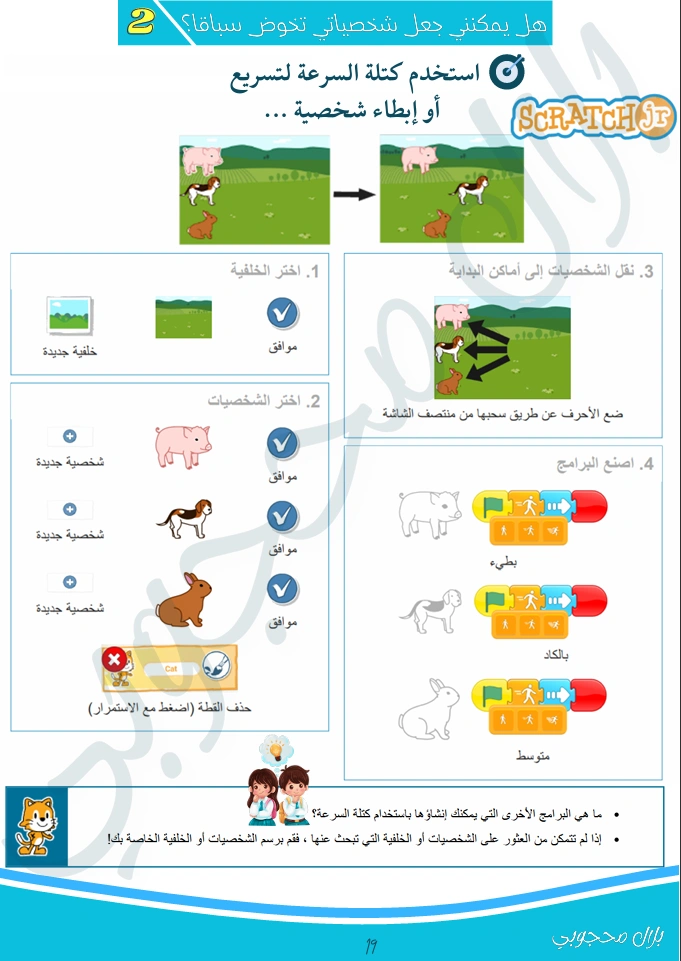 هل يمكنني جعل شخصياتي تخوض سباقا؟ 2
استخدم كتلة السرعة لتسريع
أو إبطاء شخصية ...
SCRATCH jr
1. اختر الخلفية
خلفية جديدة
موافق
2. اختر الشخصيات
شخصية جديدة
موافق
شخصية جديدة
موافق
شخصية جديدة
موافق
Cat
حذف القطة (اضغط مع الاستمرار)
3. نقل الشخصيات إلى أماكن البداية
ضع الأحرف عن طريق سحبها من منتصف الشاشة
4. اصنع البرامج
بطيء
بالكاد
متوسط
• ما هي البرامج الأخرى التي يمكنك إنشاؤها باستخدام كتلة السرعة؟
• إذا لم تتمكن من العثور على الشخصيات أو الخلفية التي تبحث عنها ، فقم برسم الشخصيات أو الخلفية الخاصة بك!
بلال محجوبي
19
بلال محجوبي